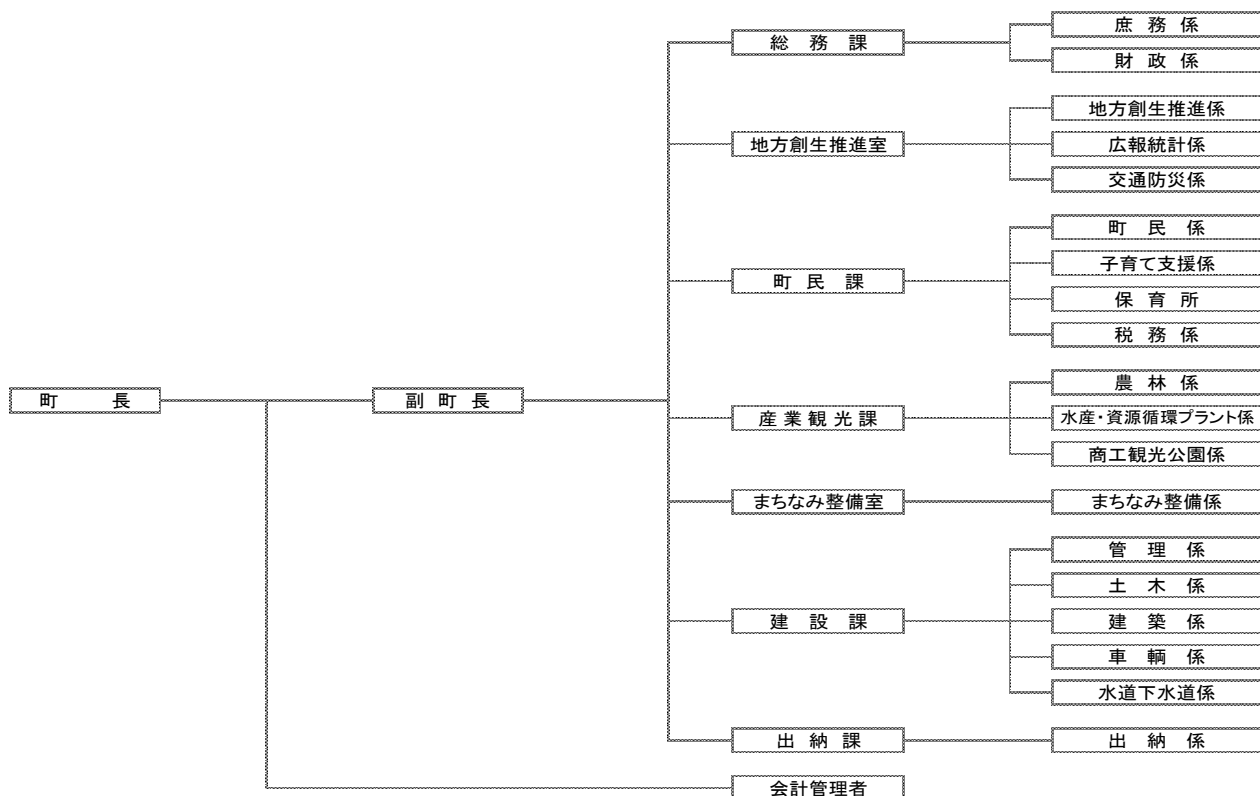 町長
副町長
総務課
庶務係
財政係
地方創生推進室
地方創生推進係
広報統計係
交通防災係
町民課
町民係
子育て支援係
保育所
税務係
産業観光課
農林係
水産・資源循環プラント係
商工観光公園係
まちなみ整備室
まちなみ整備係
建設課
管理係
土木係
建築係
車輌係
水道下水道係
出納課
出納係
会計管理者